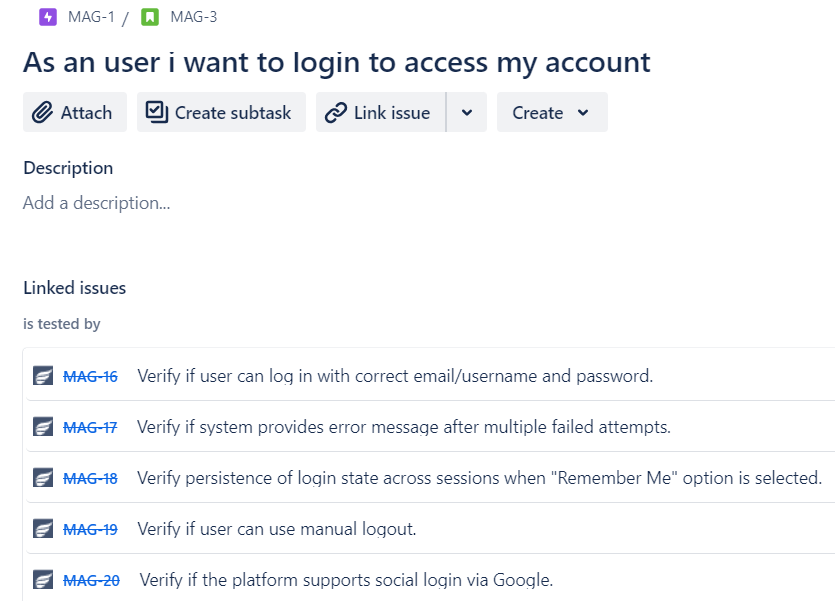 MAG-1 / MAG-3
As an user i want to login to access my account
Attach Create subtask Link issue Create
Description
Add a description...
Linked issues
is tested by
MAG-16 Verify if user can log in with correct email/username and password.
MAG-17 Verify if system provides error message after multiple failed attempts.
MAG-18 Verify persistence of login state across sessions when "Remember Me" option is selected.
MAG-19 Verify if user can use manual logout.
MAG-20 Verify if the platform supports social login via Google.